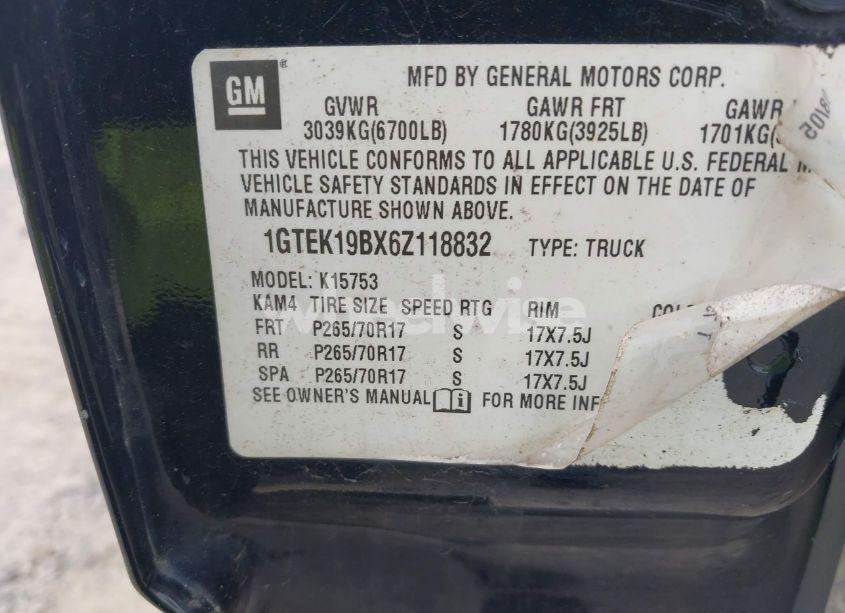 GM
MFD BY GENERAL MOTORS CORP.
GVWR GAWR FRT GAWR
3039KG(6700LB) 1780KG(3925LB) 1701KG(
THIS VEHICLE CONFORMS TO ALL APPLICABLE U.S. FEDERAL M
VEHICLE SAFETY STANDARDS IN EFFECT ON THE DATE OF
MANUFACTURE SHOWN ABOVE.
1GTEK19BX6Z118832 TYPE: TRUCK
MODEL: K15753
KAM4 TIRE SIZE SPEED RTG RIM COL
FRT P265/70R17 S 17X7.5J
RR P265/70R17 S 17X7.5J
SPA P265/70R17 S 17X7.5J
SEE OWNER'S MANUAL FOR MORE INF